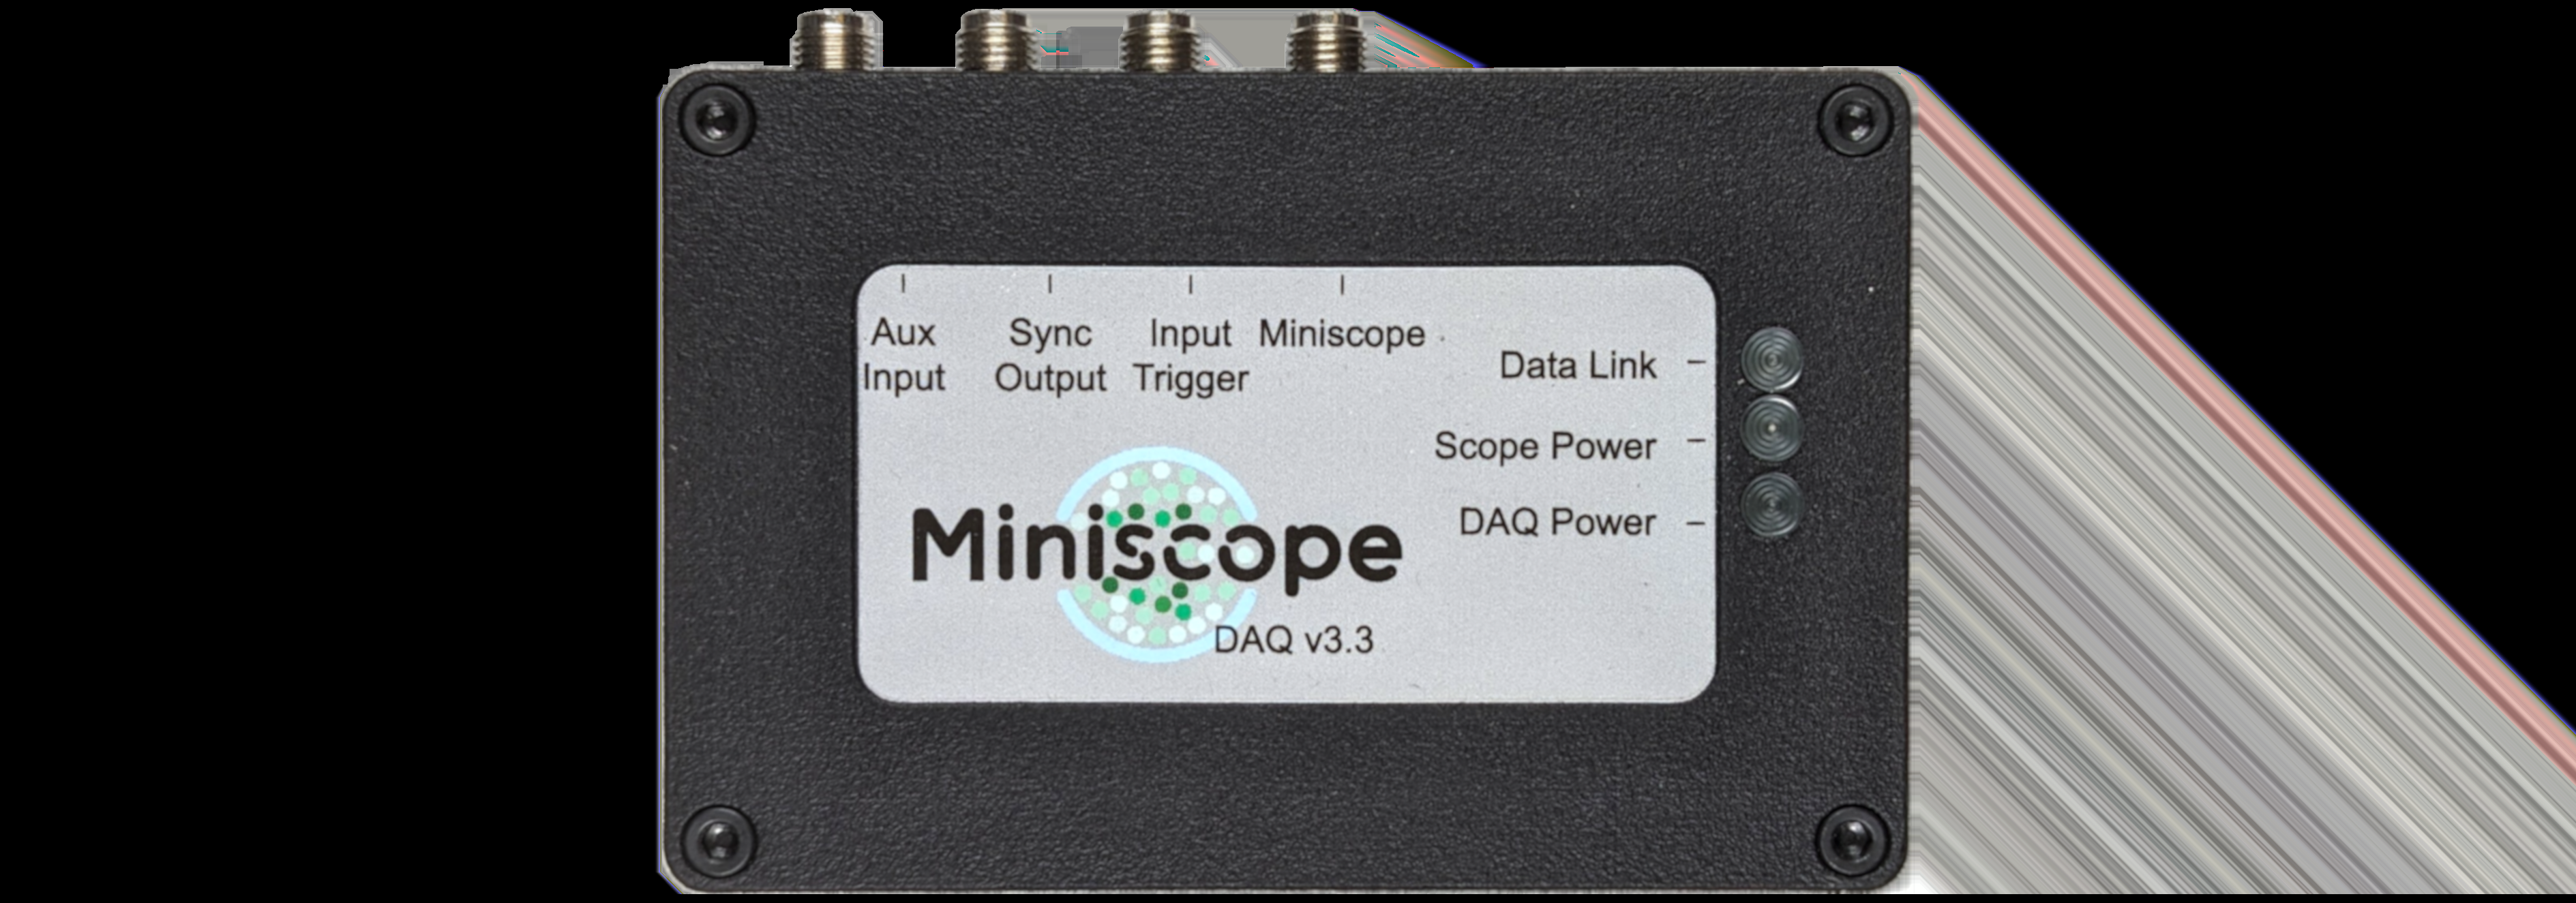 Aux Input
Sync Output
Input Trigger
Miniscope
Data Link
Scope Power
DAQ Power
Miniscope
DAQ v3.3